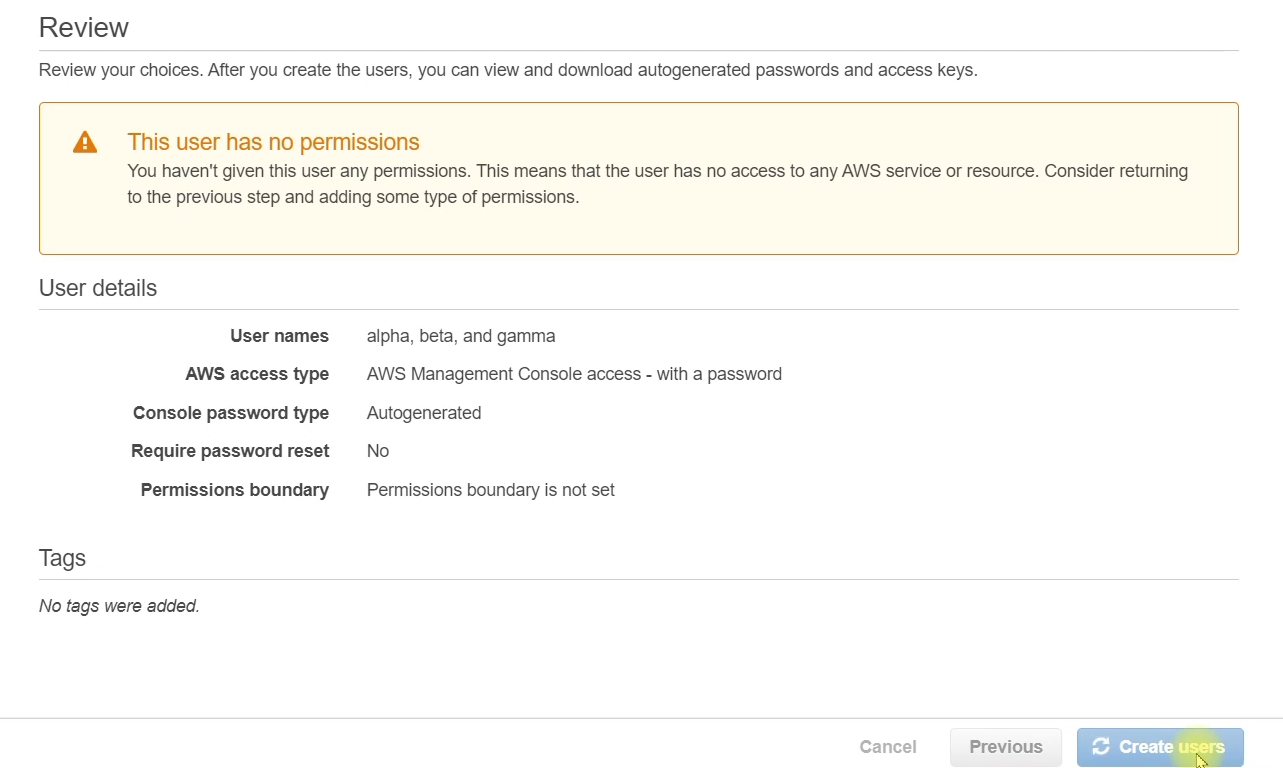 Review
Review your choices. After you create the users, you can view and download autogenerated passwords and access keys.
This user has no permissions
You haven't given this user any permissions. This means that the user has no access to any AWS service or resource. Consider returning
to the previous step and adding some type of permissions.
User details
User names alpha, beta, and gamma
AWS access type AWS Management Console access - with a password
Console password type Autogenerated
Require password reset No
Permissions boundary Permissions boundary is not set
Tags
No tags were added.
Cancel Previous Create users